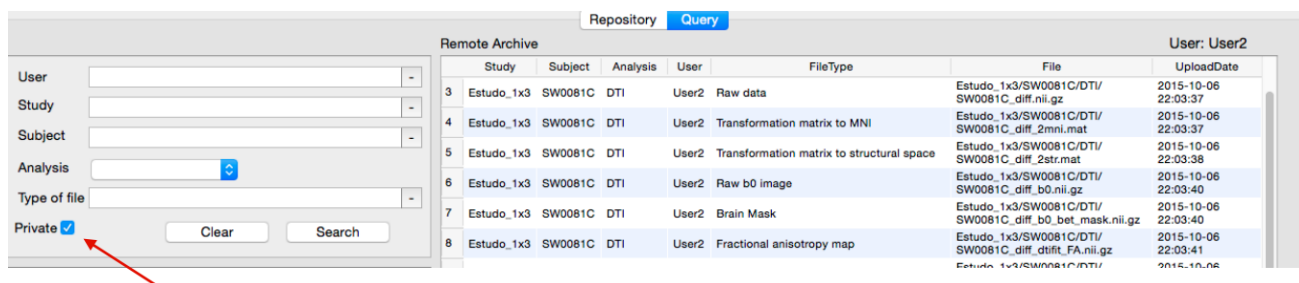 Repository Query
Remote Archive User: User2
User -
Study -
Subject -
Analysis
Type of file -
Private Clear Search
Study Subject Analysis User FileType File UploadDate
3 Estudo_1x3 SW0081C DTI User2 Raw data Estudo_1x3/SW0081C/DTI/ 2015-10-06
SW0081C_diff.nii.gz 22:03:37
4 Estudo_1x3 SW0081C DTI User2 Transformation matrix to MNI Estudo_1x3/SW0081C/DTI/ 2015-10-06
SW0081C_diff_2mni.mat 22:03:37
5 Estudo_1x3 SW0081C DTI User2 Transformation matrix to structural space Estudo_1x3/SW0081C/DTI/ 2015-10-06
SW0081C_diff_2str.mat 22:03:38
6 Estudo_1x3 SW0081C DTI User2 Raw b0 image Estudo_1x3/SW0081C/DTI/ 2015-10-06
SW0081C_diff_b0.nii.gz 22:03:40
7 Estudo_1x3 SW0081C DTI User2 Brain Mask Estudo_1x3/SW0081C/DTI/ 2015-10-06
SW0081C_diff_b0_bet_mask.nii.gz 22:03:40
8 Estudo_1x3 SW0081C DTI User2 Fractional anisotropy map Estudo_1x3/SW0081C/DTI/ 2015-10-06
SW0081C_diff_dtifit_FA.nii.gz 22:03:41
Estudo_1x3/SW0081C/DTI/ 2015-10-06